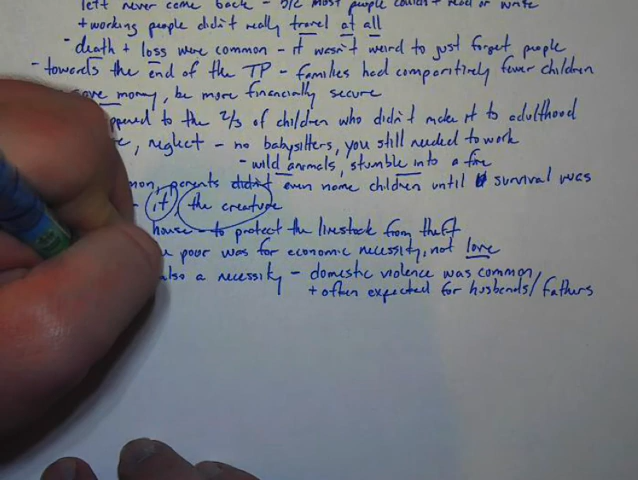 left never come back - b/c most people couldn't read or write
+ working people didn't really travel at all
- death + loss were common - it wasn't weird to just forget people
- towards the end of the TP - families had comparitively fewer children
save money, be more financially secure
ppened to the 2/3 of children who didn't make it to adulthood
e, neglect - no babysitters, you still needed to work
- wild animals, stumble into a fire
mon, parents didn't even name children until survival was
- "it", "the creature
house - to protect the livestock from theft
poor was for economic necessity, not love
also a necessity - domestic violence was common,
+ often expected for husbands/fathers